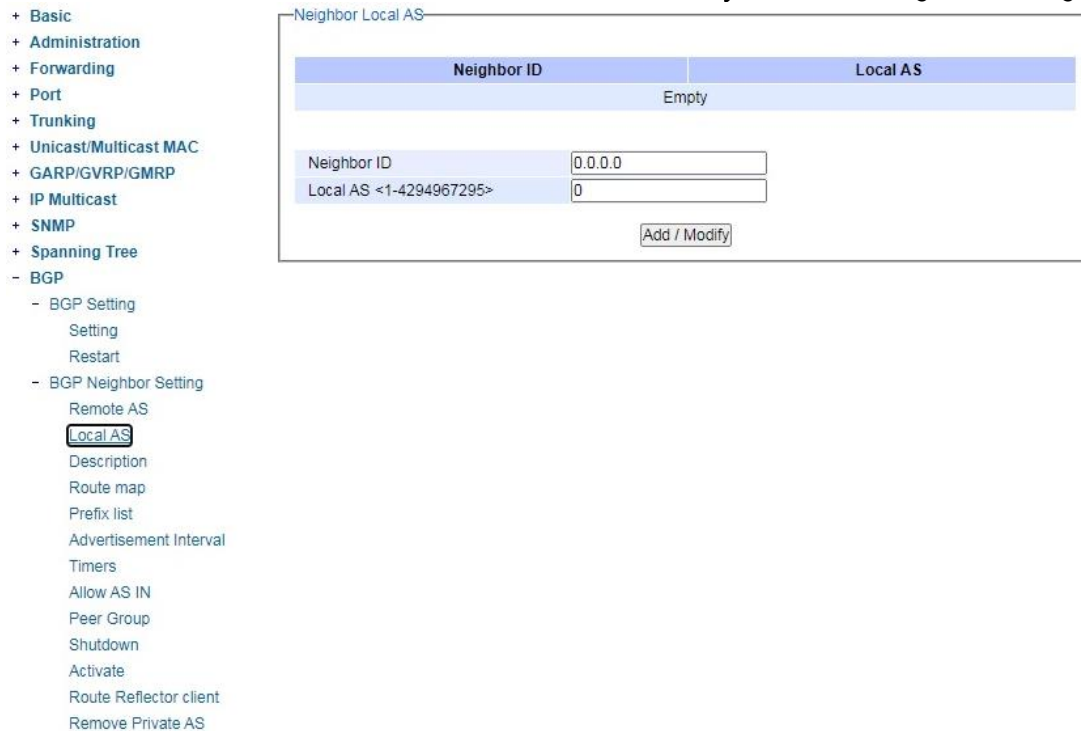 + Basic
+ Administration
+ Forwarding
+ Port
+ Trunking
+ Unicast/Multicast MAC
+ GARP/GVRP/GMRP
+ IP Multicast
+ SNMP
+ Spanning Tree
- BGP
- BGP Setting
Setting
Restart
- BGP Neighbor Setting
Remote AS
Local AS
Description
Route map
Prefix list
Advertisement Interval
Timers
Allow AS IN
Peer Group
Shutdown
Activate
Route Reflector client
Remove Private AS
Neighbor Local AS
Neighbor ID Local AS
Empty
Neighbor ID 0.0.0.0
Local AS <1-4294967295> 0
Add / Modify